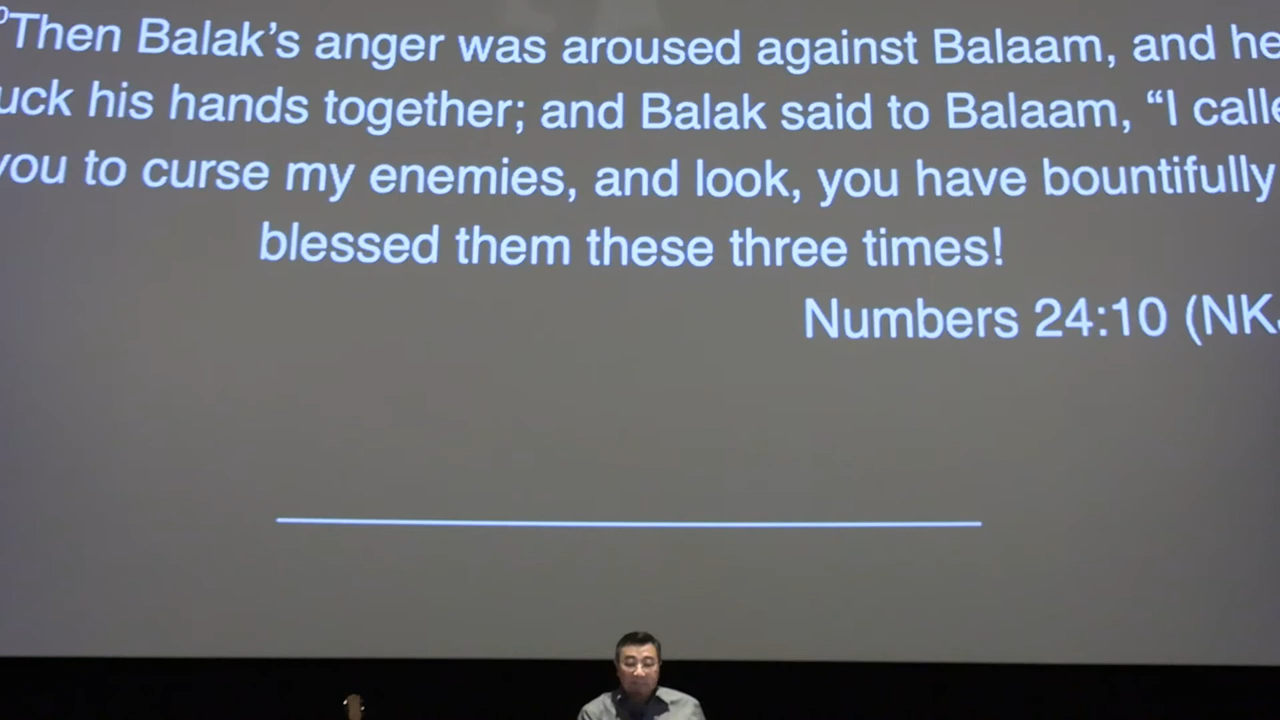 Then Balak’s anger was aroused against Balaam, and he
uck his hands together; and Balak said to Balaam, “I calle
you to curse my enemies, and look, you have bountifully
blessed them these three times!
Numbers 24:10 (NK